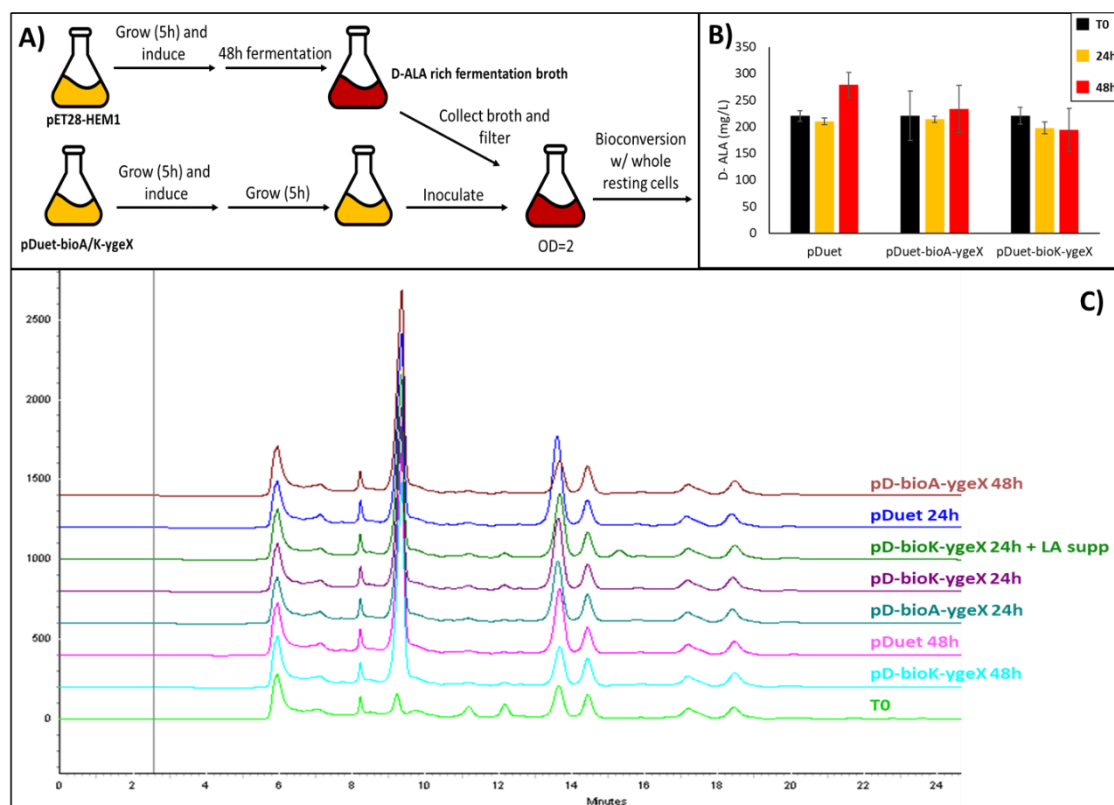 A)
Grow (5h) and
induce
48h fermentation
pET28-HEM1
D-ALA rich fermentation broth
Collect broth and
filter
Bioconversion
w/ whole
resting cells
Grow (5h) and
induce
Grow (5h)
Inoculate
pDuet-bioA/K-ygeX
OD=2
B)
T0
24h
48h
D- ALA (mg/L)
350
300
250
200
150
100
50
0
pDuet
pDuet-bioA-ygeX
pDuet-bioK-ygeX
C)
2500
2000
1500
1000
500
0
pD-bioA-ygeX 48h
pDuet 24h
pD-bioK-ygeX 24h + LA supp
pD-bioK-ygeX 24h
pD-bioA-ygeX 24h
pDuet 48h
pD-bioK-ygeX 48h
T0
0 2 4 6 8 10 12 14 16 18 20 22 24
Minutes